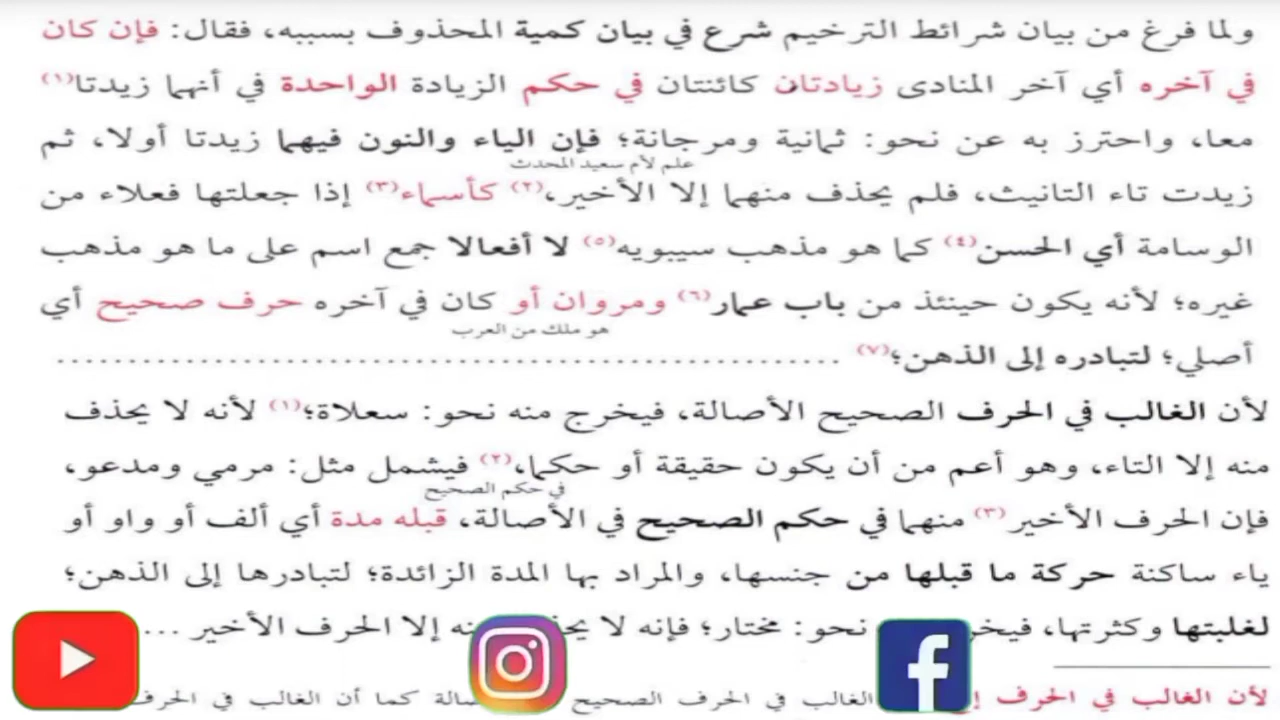 ولما فرغ من بيان شرائط الترخيم شرع في بيان كمية المحذوف بسببه، فقال: فإن كان
في آخره أي آخر المنادى زيادتان كائنتان في حكم الزيادة الواحدة في أنهما زيدتا(١)
معا، واحترز به عن نحو: ثمانية ومرجانة؛ فإن الياء والنون فيهما زيدتا أولا، ثم
علم لأم سعيد المحدث
زيدت تاء التانيث، فلم يحذف منهما إلا الأخير،(٢) كأسماء(٣) إذا جعلتها فعلاء من
الوسامة أي الحسن(٤) كما هو مذهب سيبويه(٥) لا أفعالا جمع اسم على ما هو مذهب
غيره؛ لأنه يكون حينئذ من باب عمار(٦) ومروان أو كان في آخره حرف صحيح أي
هو ملك من العرب
أصلي؛ لتبادره إلى الذهن؛(٧) ..........................................................
لأن الغالب في الحرف الصحيح الأصالة، فيخرج منه نحو: سعلاة؛(١) لأنه لا يحذف
منه إلا التاء، وهو أعم من أن يكون حقيقة أو حكما،(٢) فيشمل مثل: مرمي ومدعو،
في حكم الصحيح
فإن الحرف الأخير(٣) منهما في حكم الصحيح في الأصالة، قبله مدة أي ألف أو واو أو
ياء ساكنة حركة ما قبلها من جنسها، والمراد بها المدة الزائدة؛ لتبادرها إلى الذهن؛
لغلبتها وكثرتها، نحو: مختار؛ فإنه لا إلا الحرف الأخير ...
لأن الغالب في الحرف الغالب في الحرف الصحيح كما أن الغالب في الحرف